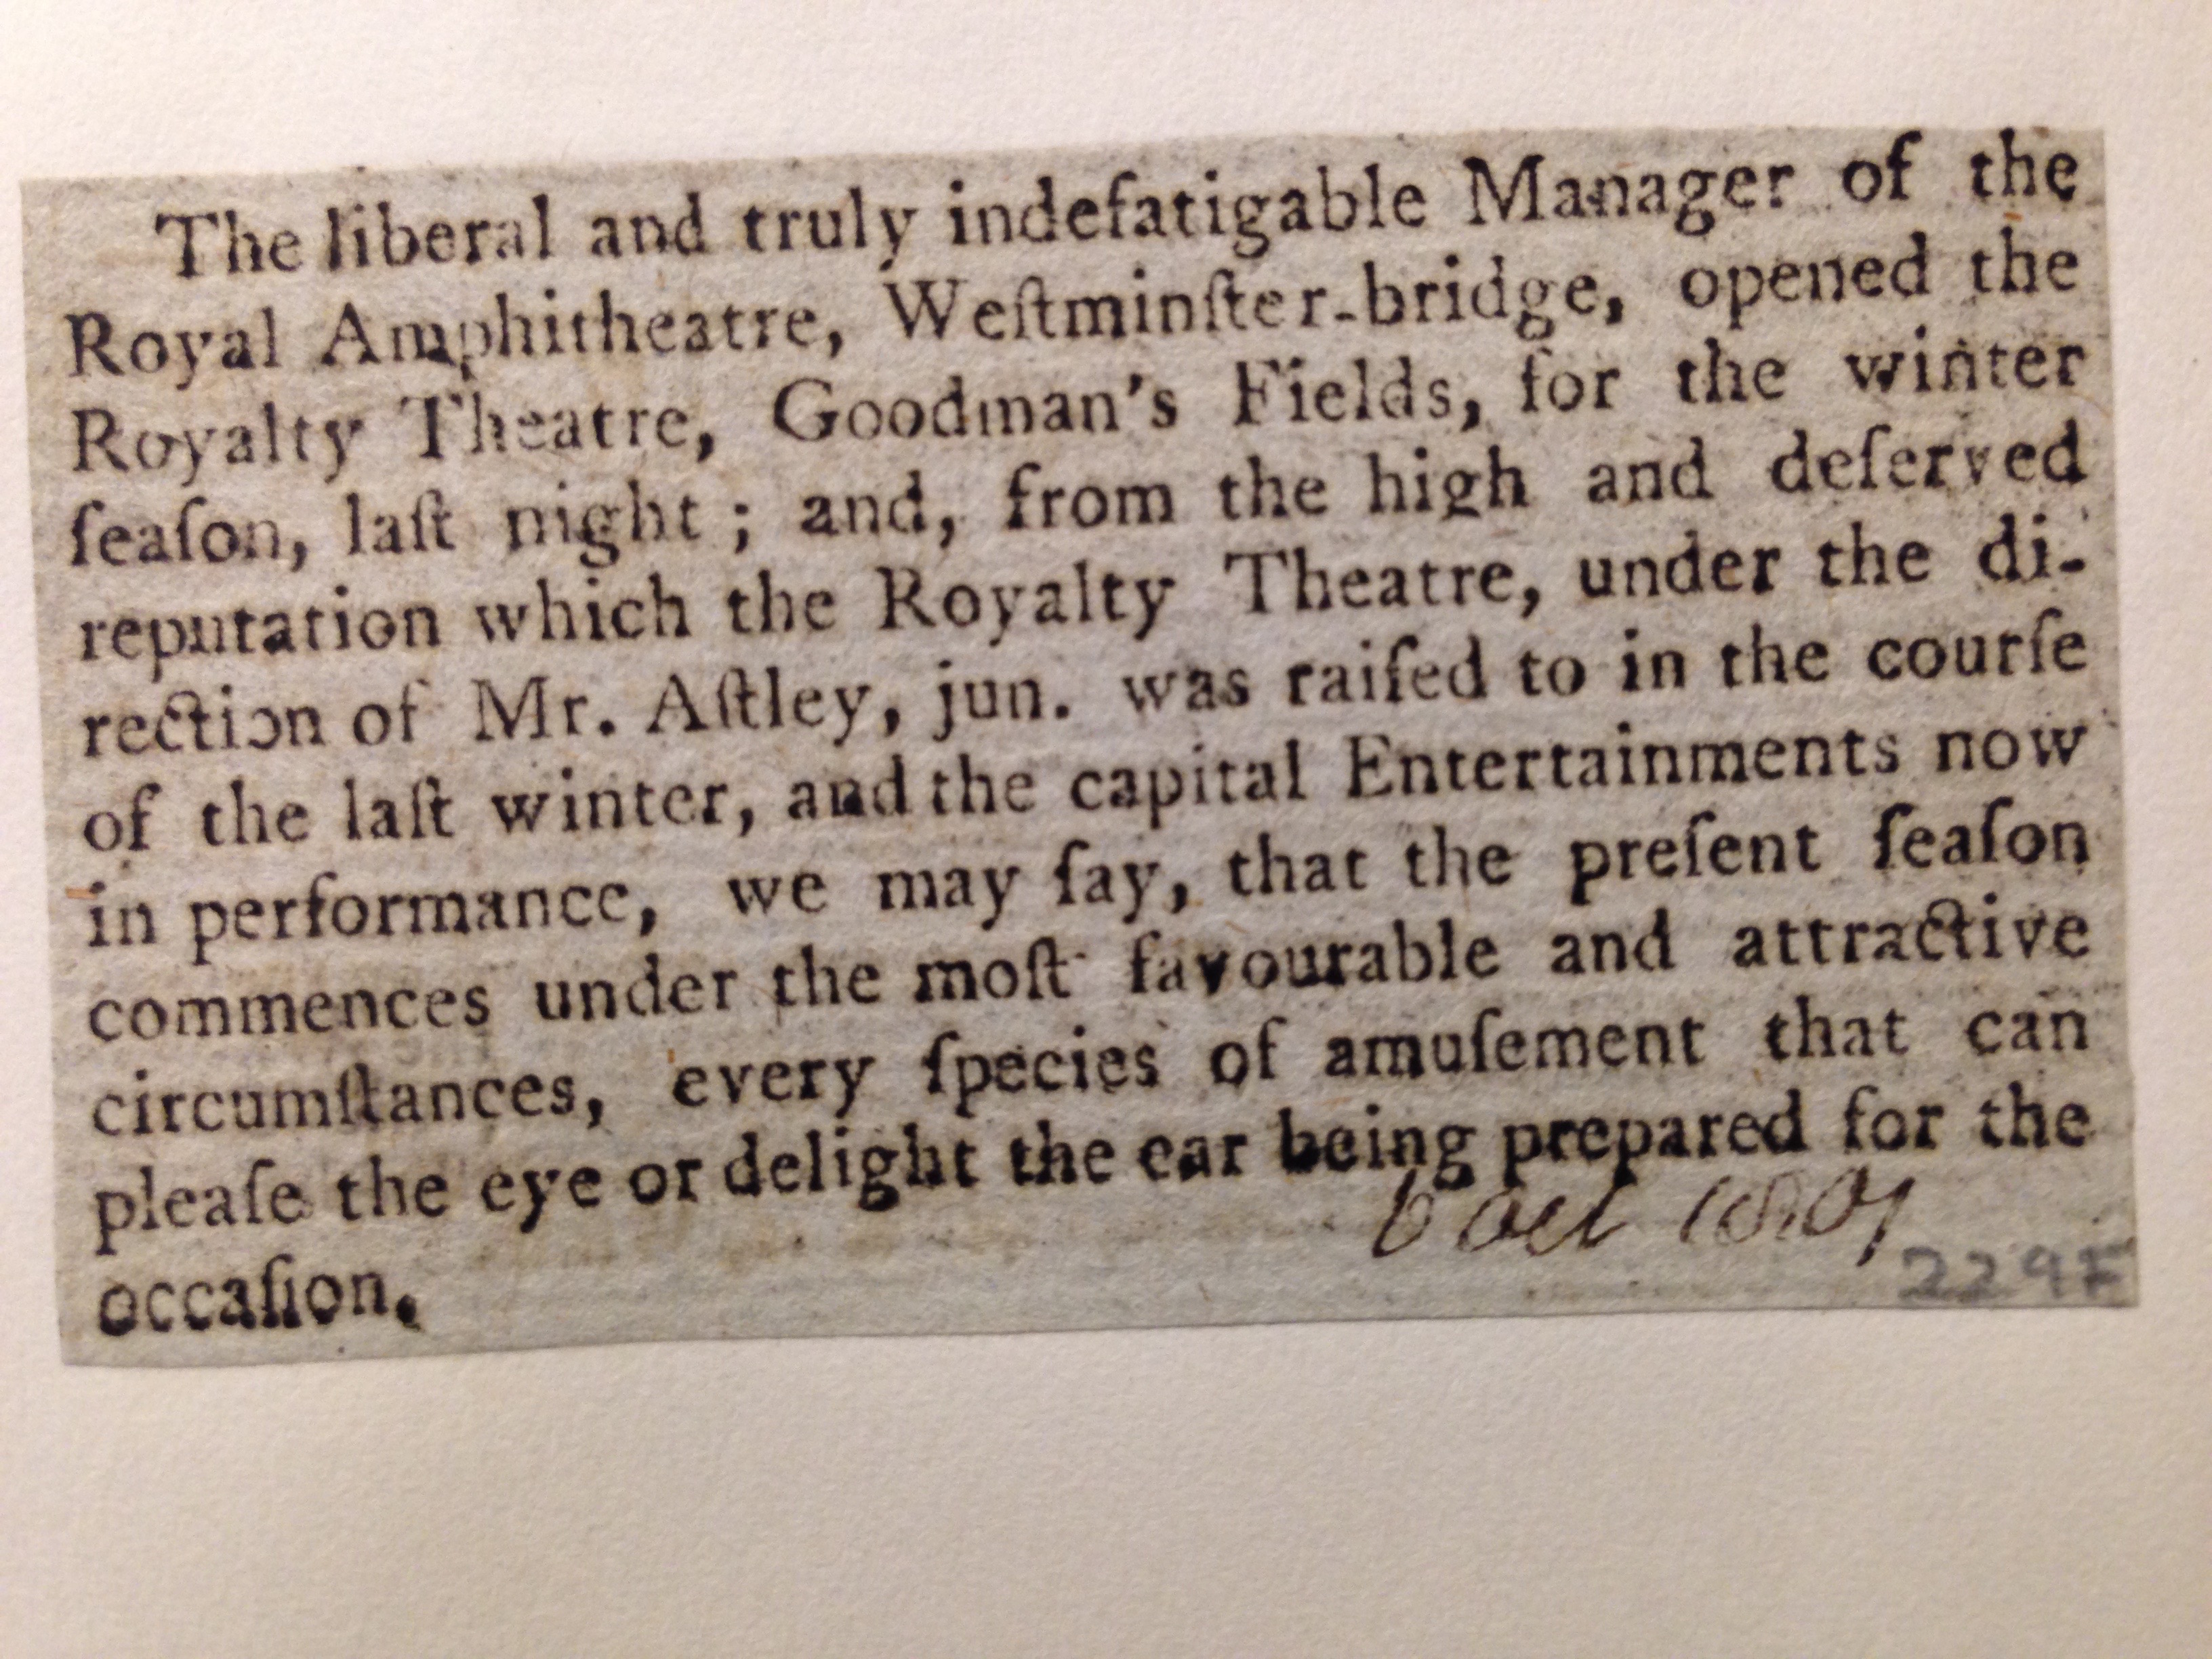 The liberal and truly indefatigable Manager of the
Royal Amphitheatre, Weſtminſter-bridge, opened the
Royalty Theatre, Goodman's Fields, for the winter
ſeaſon, laſt night; and, from the high and deſerved
reputation which the Royalty Theatre, under the di-
rection of Mr. Aſtley, jun. was raiſed to in the courſe
of the laſt winter, and the capital Entertainments now
in performance, we may ſay, that the preſent ſeaſon
commences under the moſt favourable and attractive
circumſtances, every ſpecies of amuſement that can
pleaſe the eye or delight the ear being prepared for the
occaſion.
Oct
229F